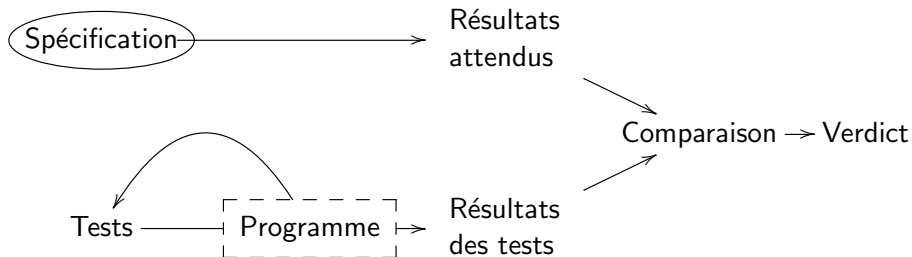 Spécification
Résultats
attendus
Comparaison
Verdict
Tests
Programme
Résultats
des tests